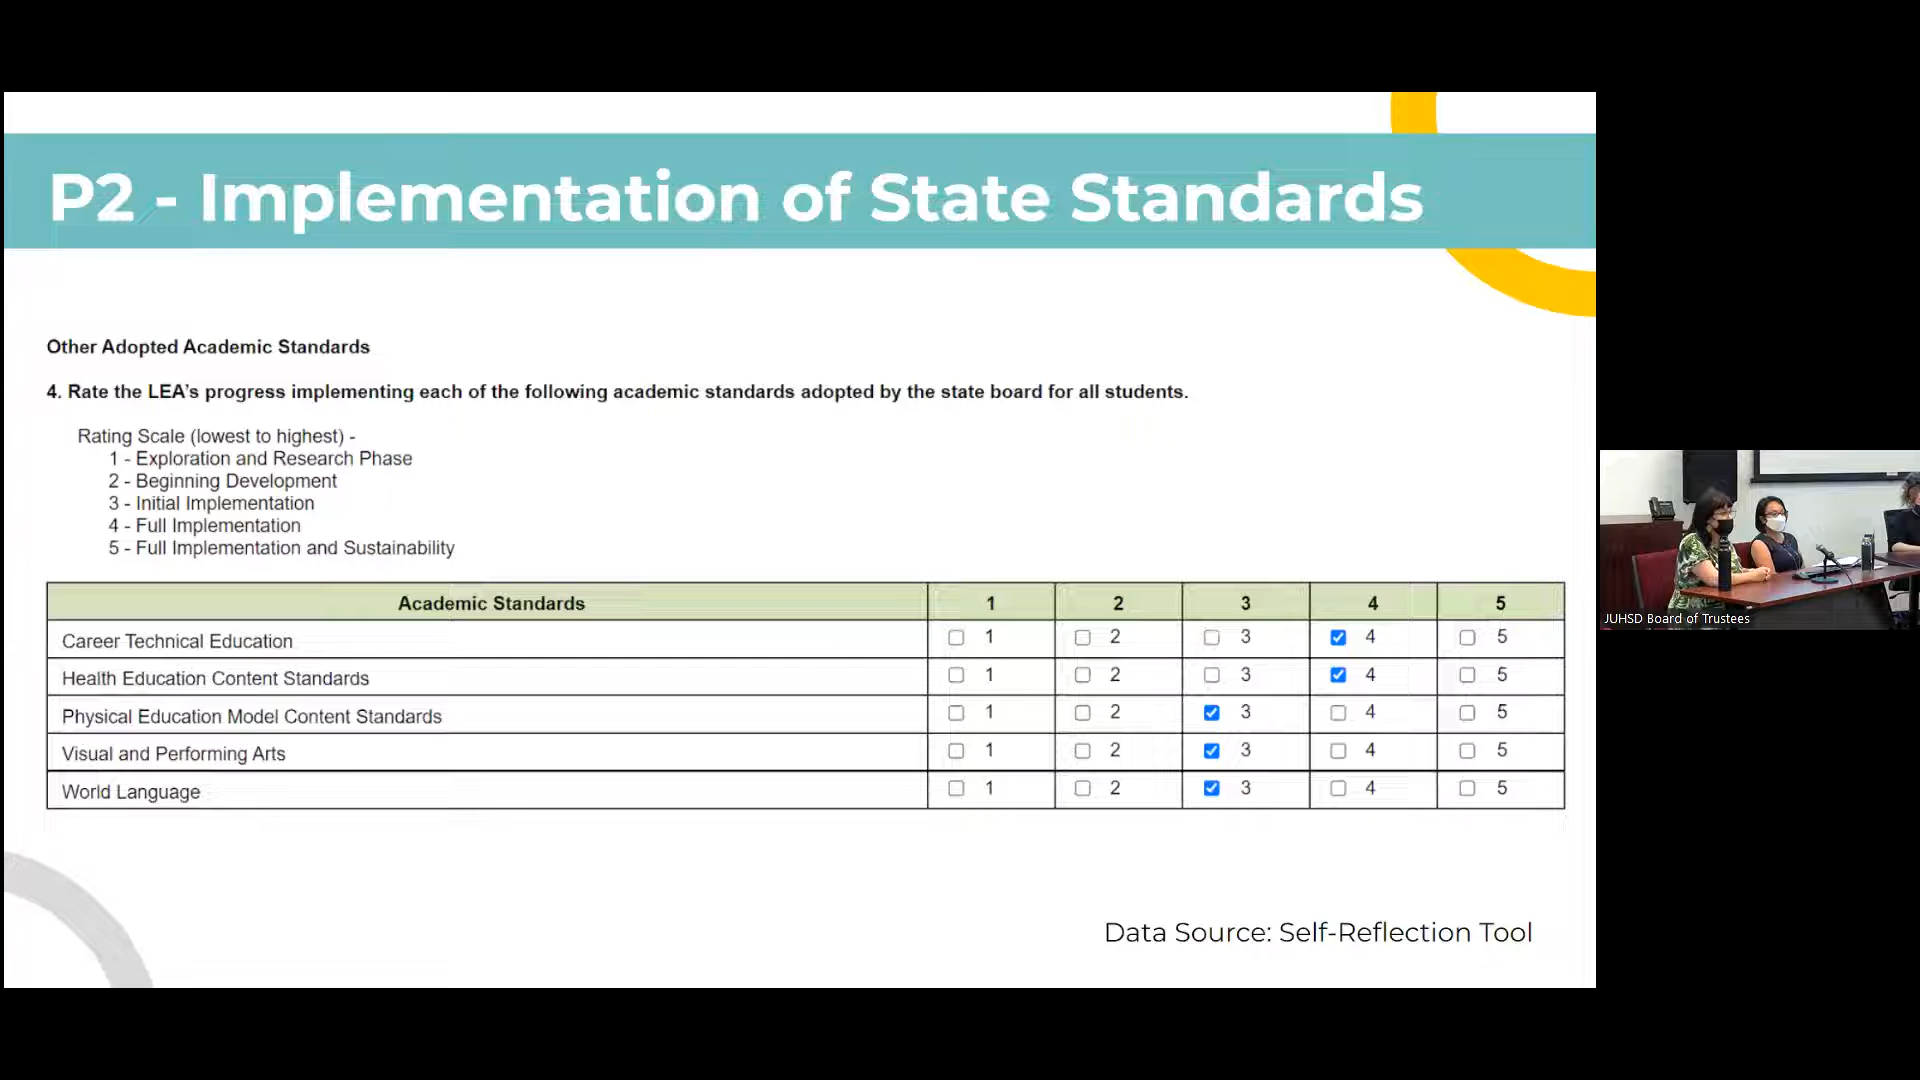 P2 - Implementation of State Standards
Other Adopted Academic Standards
4. Rate the LEA's progress implementing each of the following academic standards adopted by the state board for all students.
Rating Scale (lowest to highest) -
1 - Exploration and Research Phase
2 - Beginning Development
3 - Initial Implementation
4 - Full Implementation
5 - Full Implementation and Sustainability
Academic Standards 1 2 3 4 5
Career Technical Education 1 2 3 4 5
Health Education Content Standards 1 2 3 4 5
Physical Education Model Content Standards 1 2 3 4 5
Visual and Performing Arts 1 2 3 4 5
World Language 1 2 3 4 5
Data Source: Self-Reflection Tool
JUHSD Board of Trustees